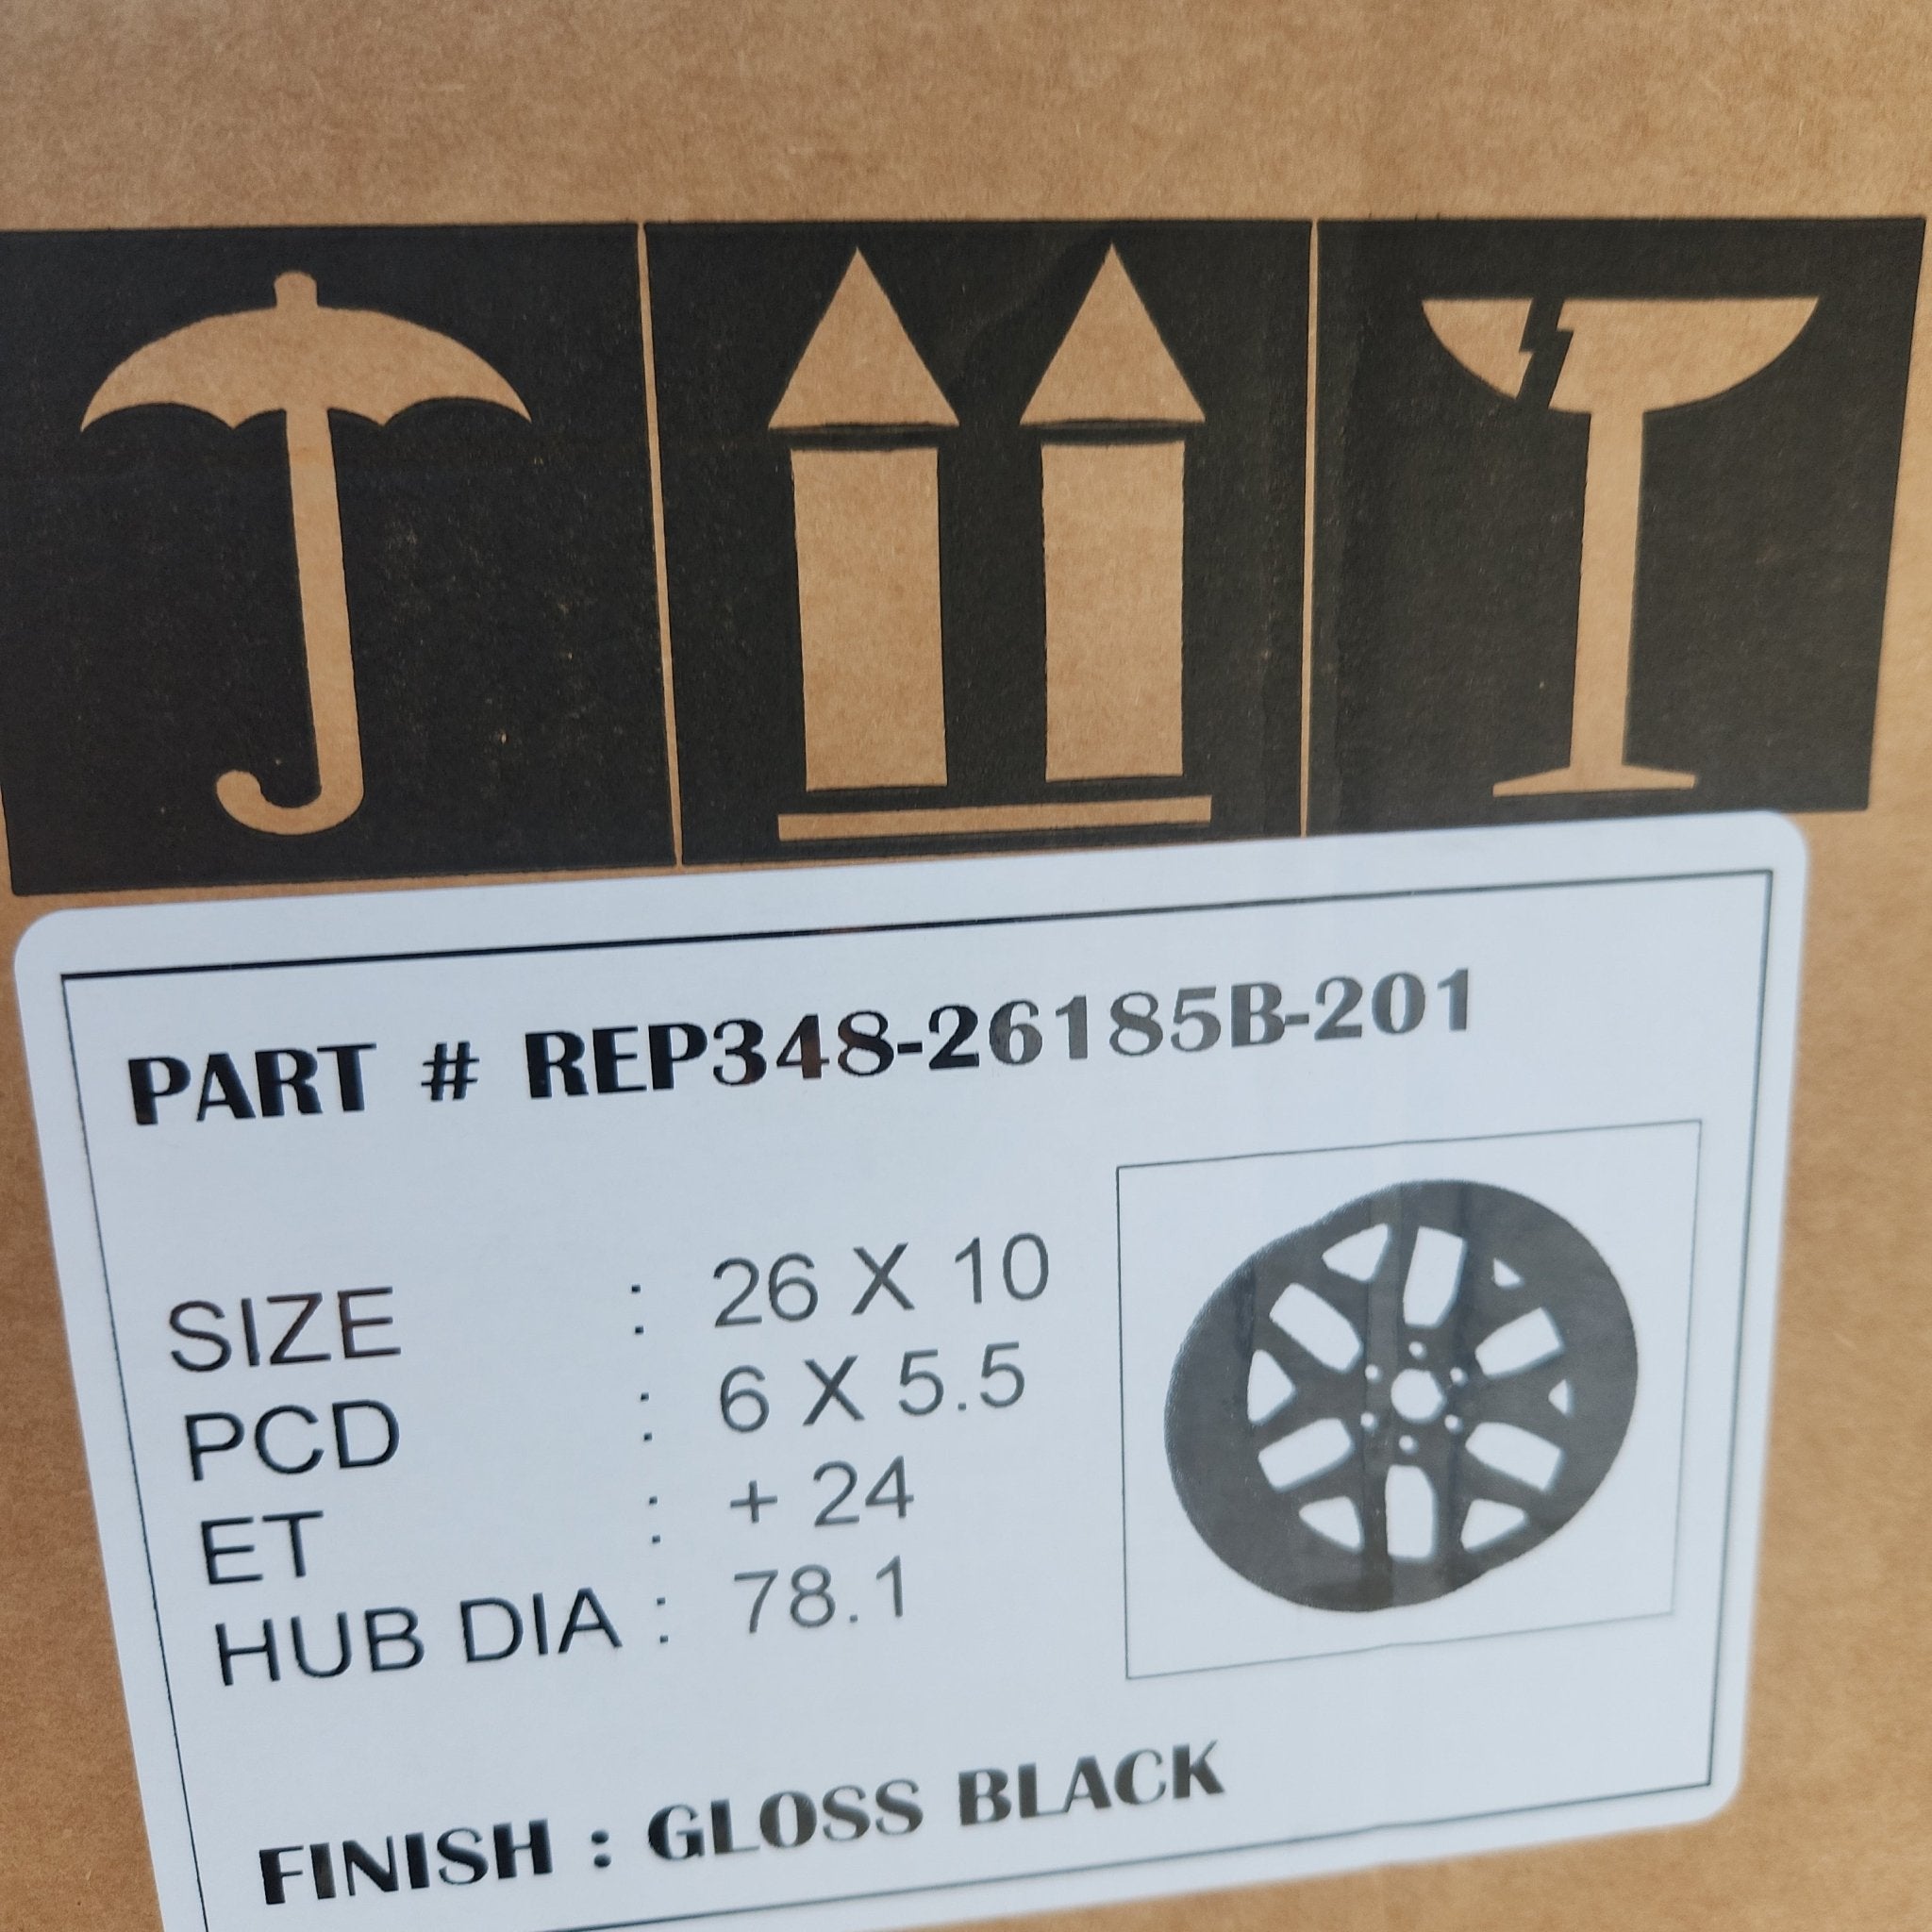 PART # REP348-26185B-201
SIZE : 26 X 10
PCD : 6 X 5.5
ET : + 24
HUB DIA : 78.1
FINISH : GLOSS BLACK